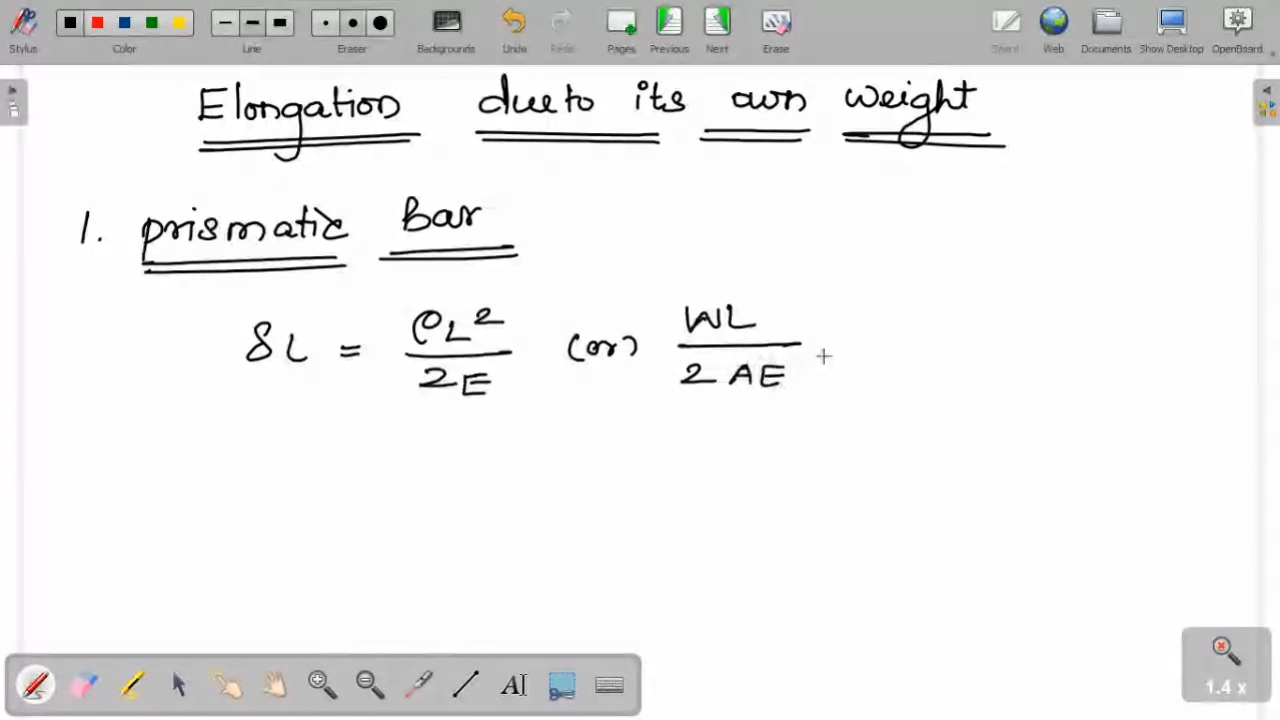 Stylus Color Line Eraser Backgrounds Undo Redo Pages Previous Next Erase Board Web Documents Show Desktop OpenBoard
Elongation due to its own weight
1. prismatic Bar
δL = ρL² / 2E (or) WL / 2AE
1.4 x